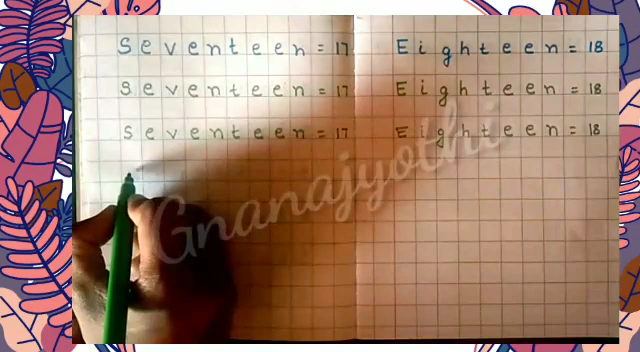 Seventeen = 17 Eighteen = 18
Seventeen = 17 Eighteen = 18
Seventeen = 17 Eighteen = 18
Gnanajyothi